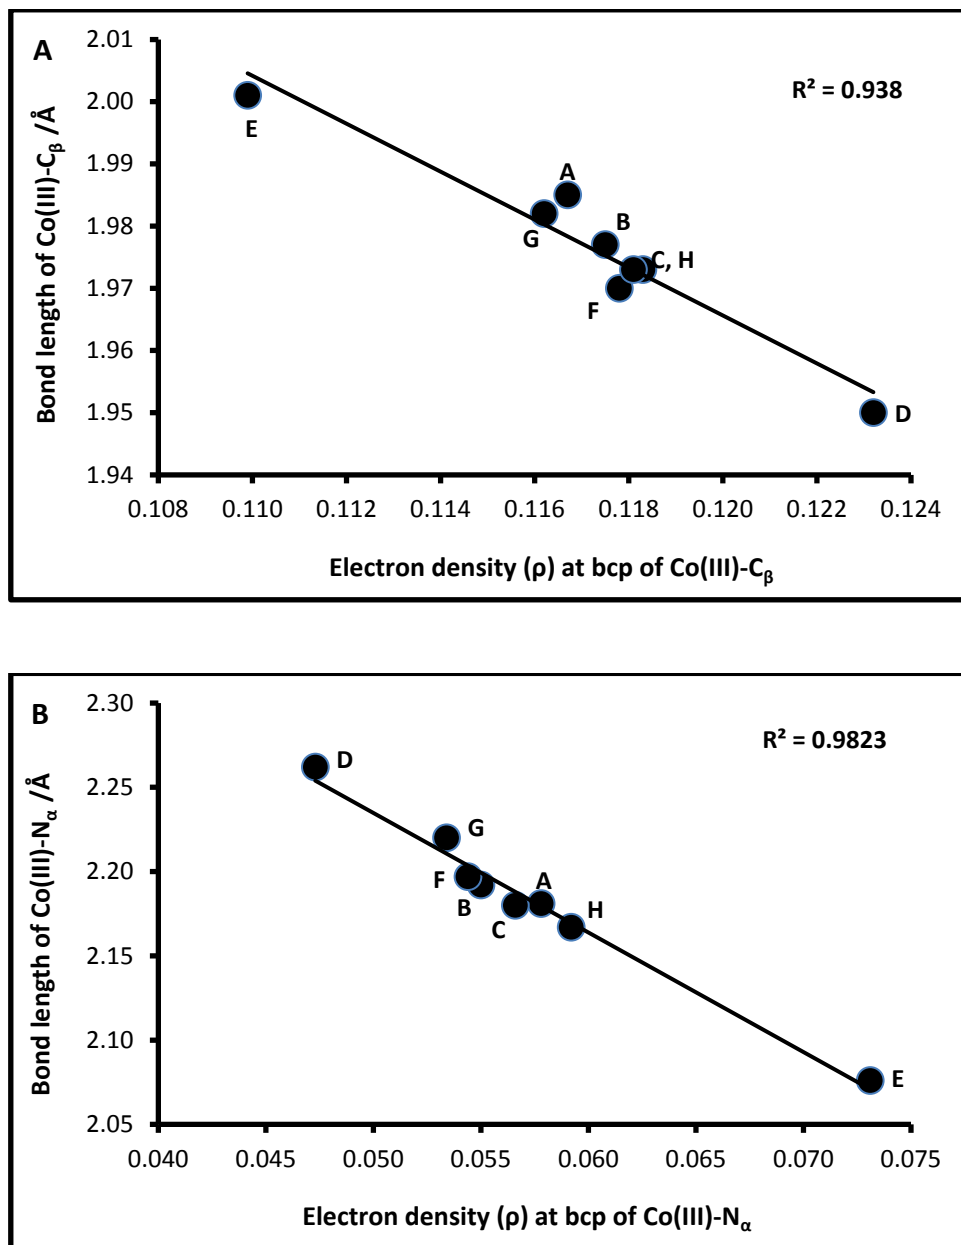 A
R² = 0.938
Bond length of Co(III)-Cβ /Å
2.01
2.00
1.99
1.98
1.97
1.96
1.95
1.94
E
A
G
B
C, H
F
D
0.108 0.110 0.112 0.114 0.116 0.118 0.120 0.122 0.124
Electron density (ρ) at bcp of Co(III)-Cβ
B
R² = 0.9823
Bond length of Co(III)-Nα /Å
2.30
2.25
2.20
2.15
2.10
2.05
D
G
F
B
A
C
H
E
0.040 0.045 0.050 0.055 0.060 0.065 0.070 0.075
Electron density (ρ) at bcp of Co(III)-Nα